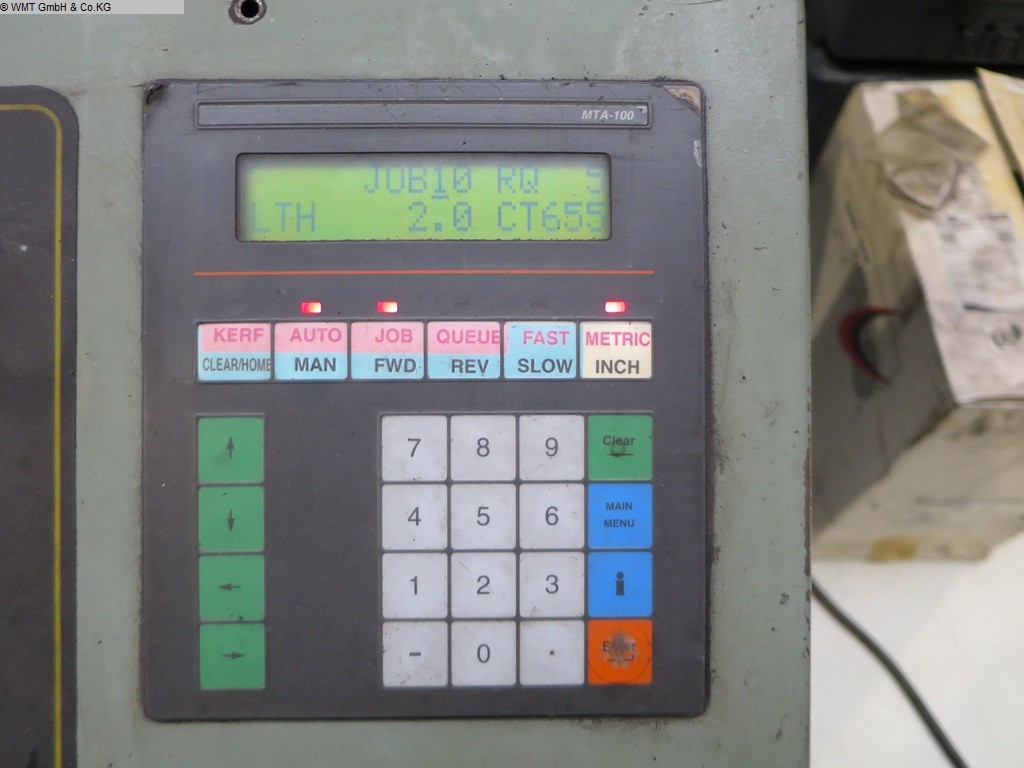 © WMT GmbH & Co.KG
MTA-100
JOB10 RQ 5
LTH 2.0 CT655
KERF AUTO JOB QUEUE FAST METRIC
CLEAR/HOME MAN FWD REV SLOW INCH
↑ 7 8 9 Clear
↓ 4 5 6 MAIN
MENU
← 1 2 3 i
→ - 0 . Enter